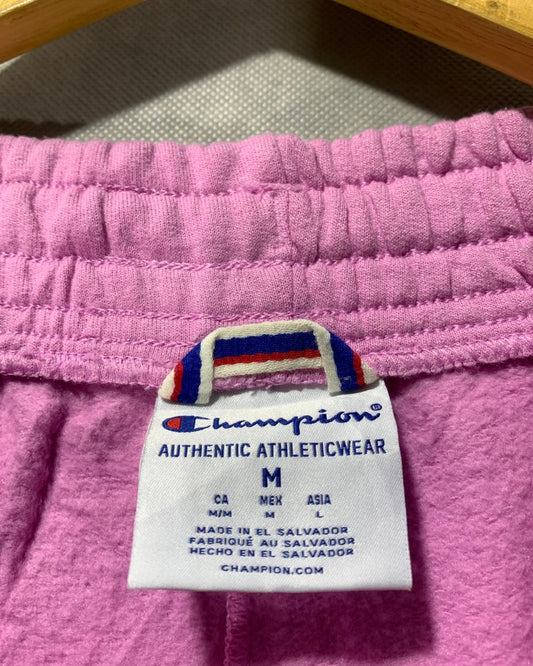 Champion®
AUTHENTIC ATHLETICWEAR
M
CA MEX ASIA
M/M M L
MADE IN EL SALVADOR
FABRIQUÉ AU SALVADOR
HECHO EN EL SALVADOR
CHAMPION.COM